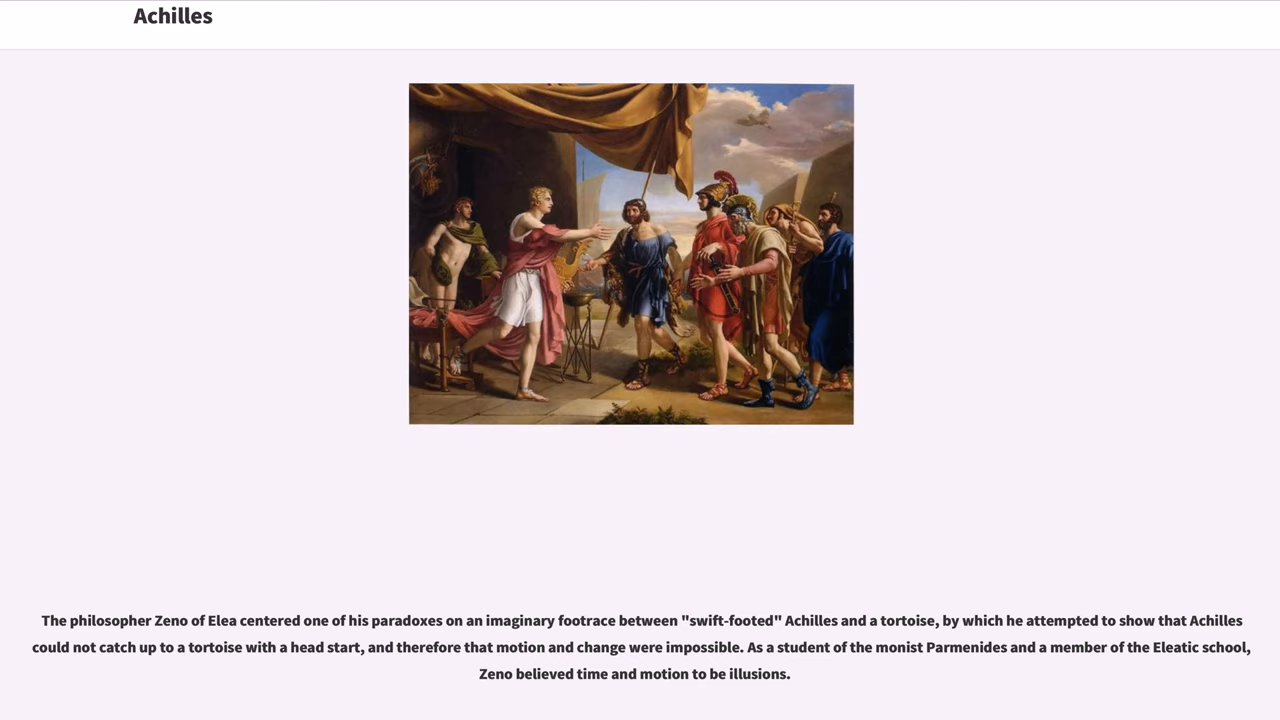 Achilles
The philosopher Zeno of Elea centered one of his paradoxes on an imaginary footrace between "swift-footed" Achilles and a tortoise, by which he attempted to show that Achilles
could not catch up to a tortoise with a head start, and therefore that motion and change were impossible. As a student of the monist Parmenides and a member of the Eleatic school,
Zeno believed time and motion to be illusions.